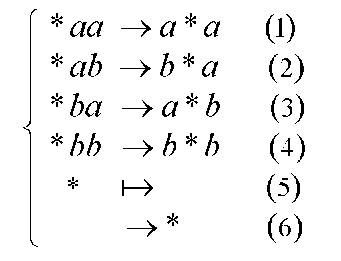 *aa → a*a (1)
*ab → b*a (2)
*ba → a*b (3)
*bb → b*b (4)
* ↦ (5)
→ * (6)